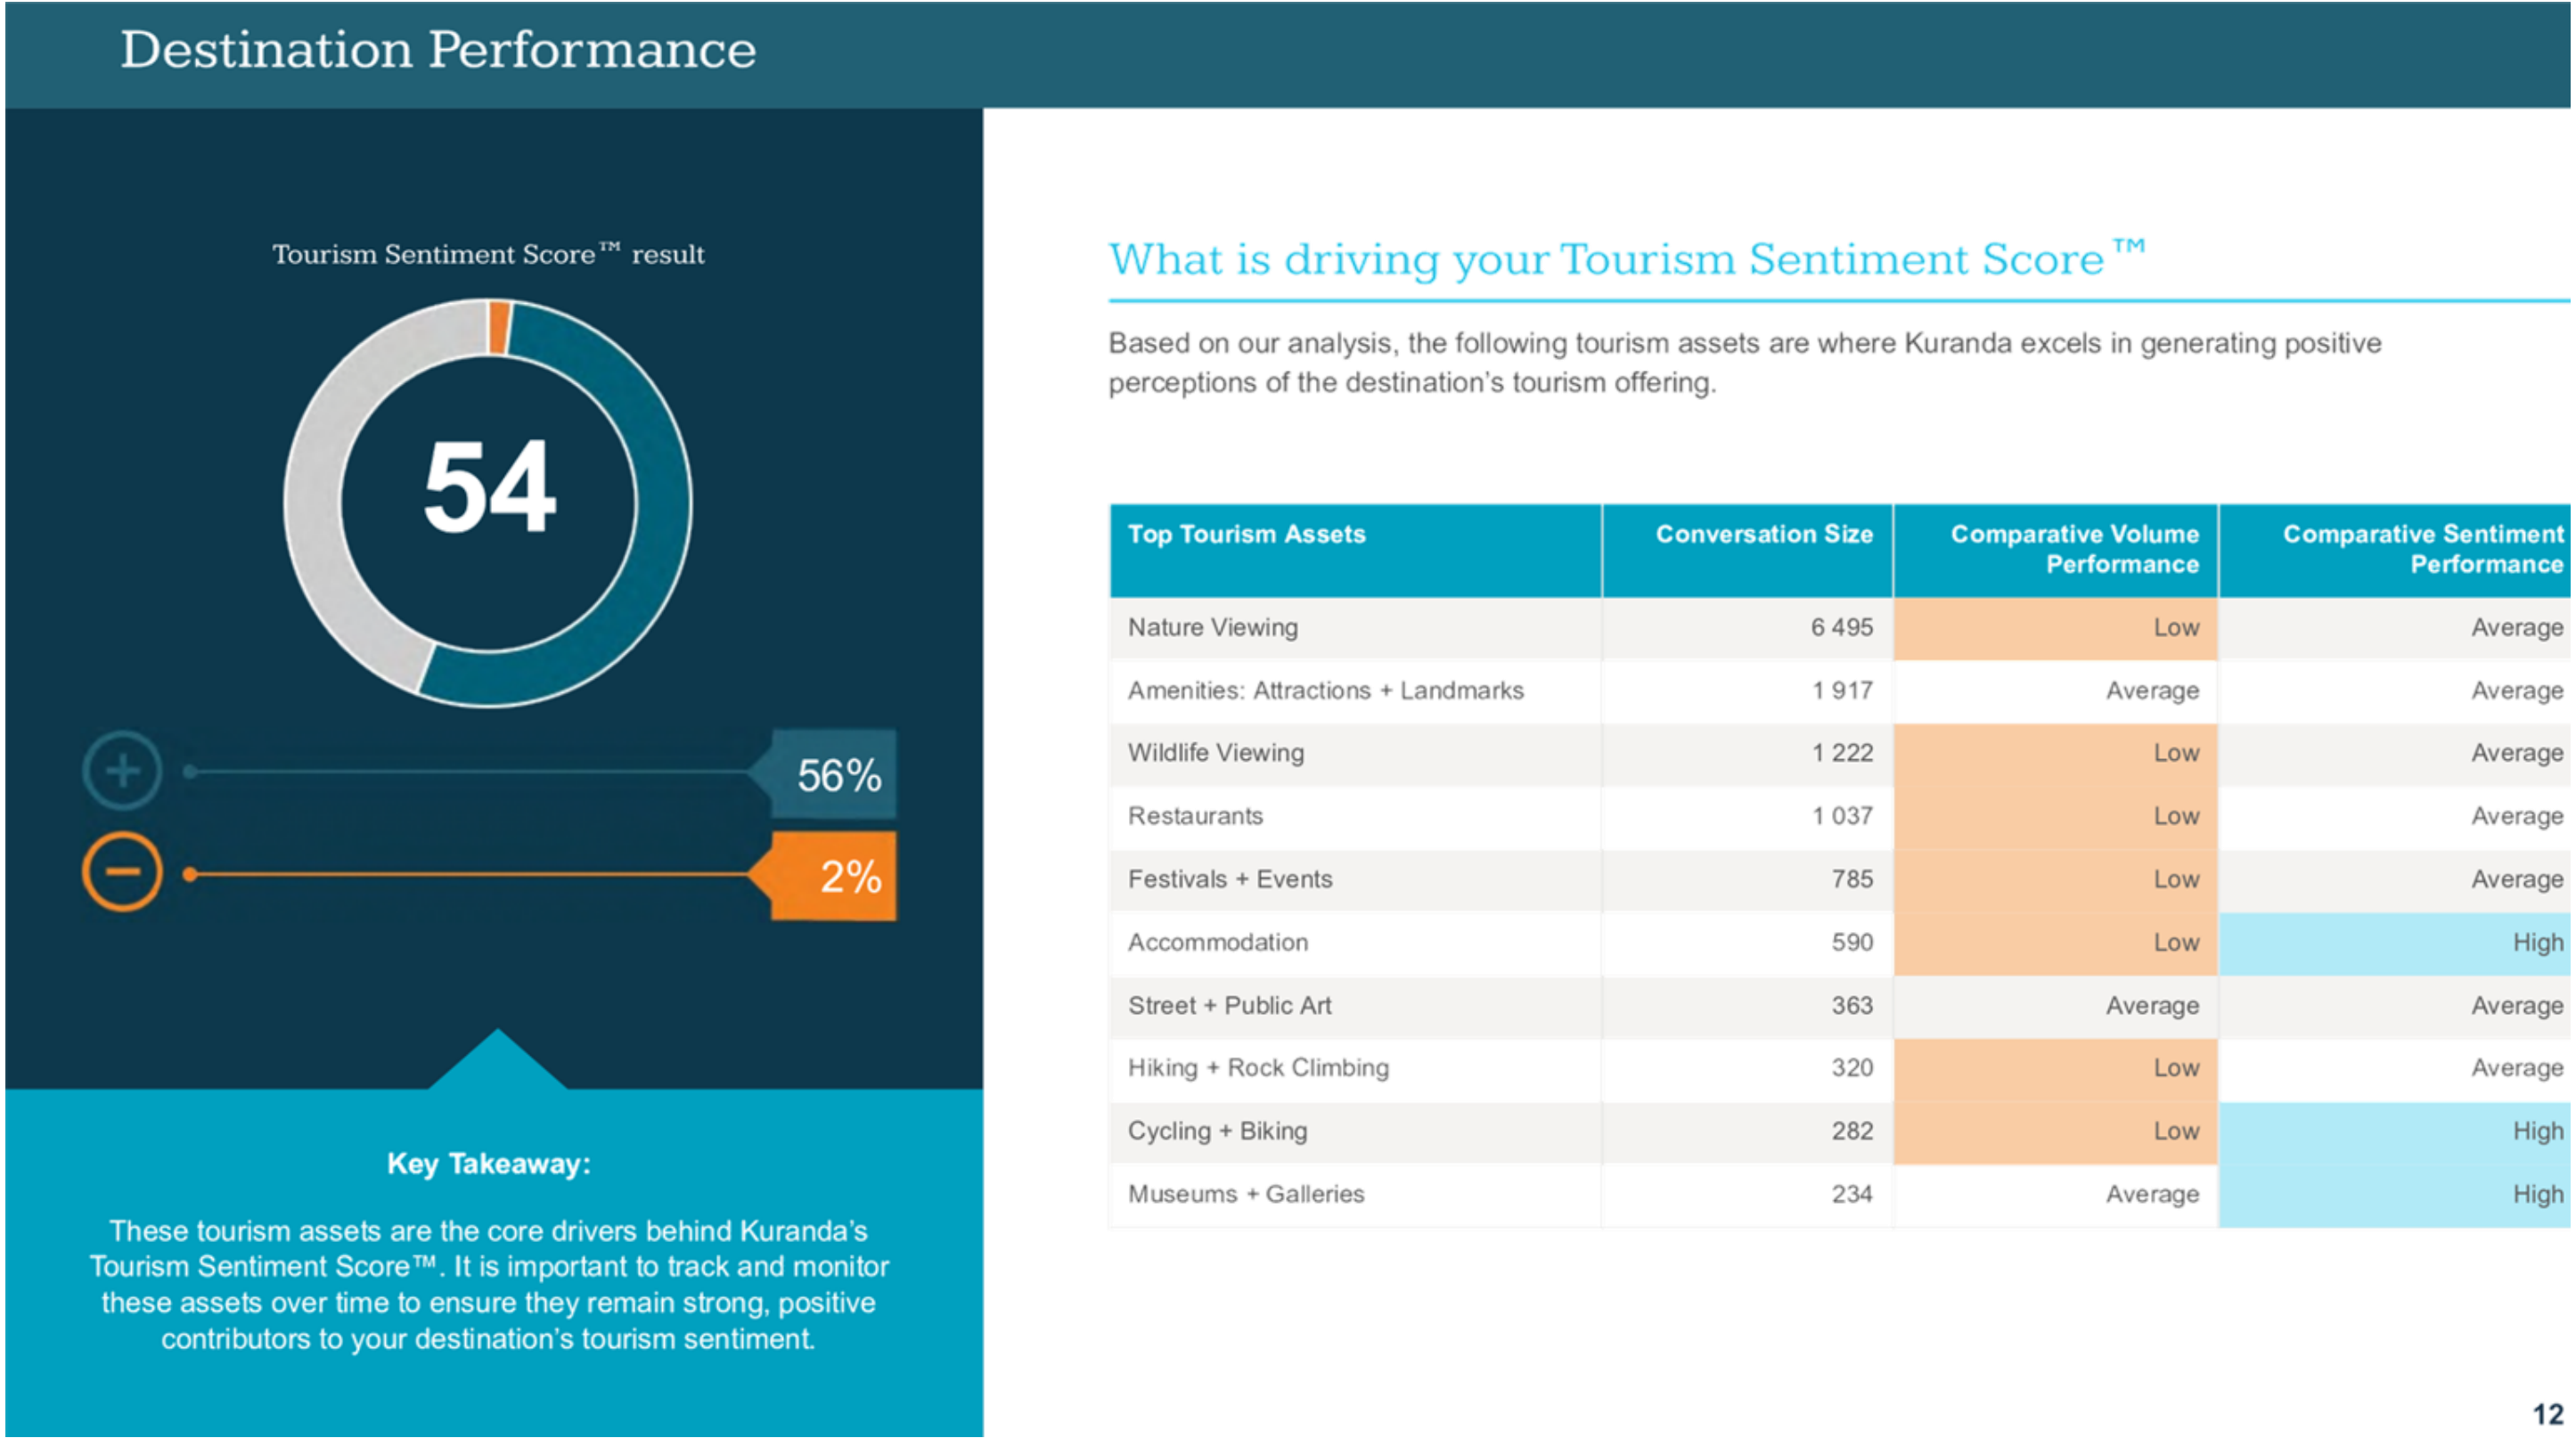 Destination Performance
Tourism Sentiment Score™ result
54
+
56%
−
2%
Key Takeaway:
These tourism assets are the core drivers behind Kuranda’s
Tourism Sentiment Score™. It is important to track and monitor
these assets over time to ensure they remain strong, positive
contributors to your destination’s tourism sentiment.
What is driving your Tourism Sentiment Score™
Based on our analysis, the following tourism assets are where Kuranda excels in generating positive
perceptions of the destination’s tourism offering.
Top Tourism Assets Conversation Size Comparative Volume Performance Comparative Sentiment Performance
Nature Viewing 6 495 Low Average
Amenities: Attractions + Landmarks 1 917 Average Average
Wildlife Viewing 1 222 Low Average
Restaurants 1 037 Low Average
Festivals + Events 785 Low Average
Accommodation 590 Low High
Street + Public Art 363 Average Average
Hiking + Rock Climbing 320 Low Average
Cycling + Biking 282 Low High
Museums + Galleries 234 Average High
12